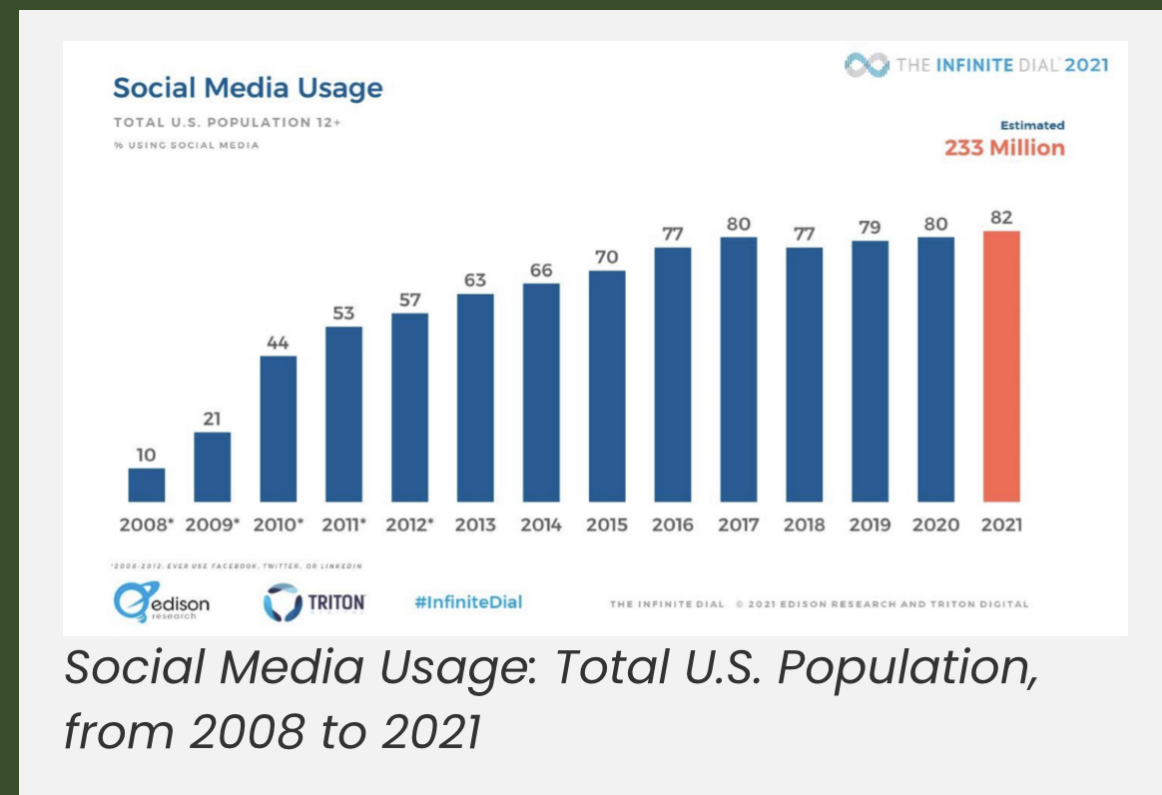 THE INFINITE DIAL 2021
Social Media Usage
TOTAL U.S. POPULATION 12+
% USING SOCIAL MEDIA
Estimated
233 Million
10 21 44 53 57 63 66 70 77 80 77 79 80 82
2008* 2009* 2010* 2011* 2012* 2013 2014 2015 2016 2017 2018 2019 2020 2021
*2008-2012: EVER USE FACEBOOK, TWITTER, OR LINKEDIN
edison
research
TRITON
#InfiniteDial
THE INFINITE DIAL © 2021 EDISON RESEARCH AND TRITON DIGITAL
Social Media Usage: Total U.S. Population,
from 2008 to 2021